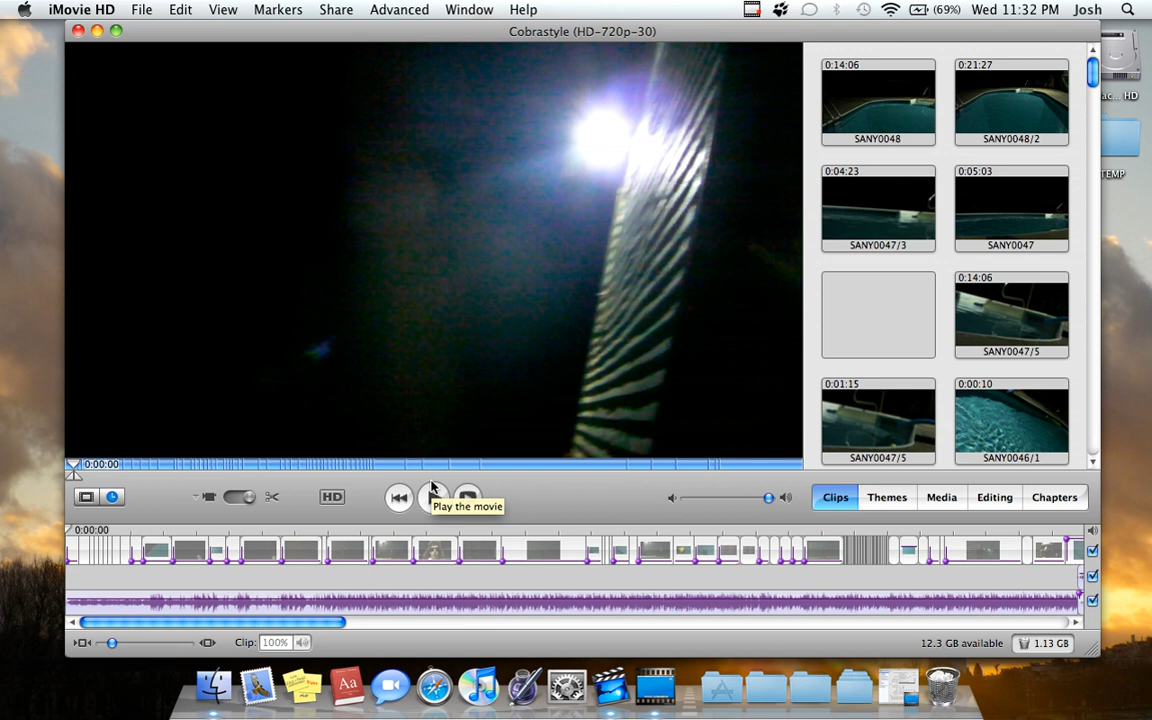 iMovie HD File Edit View Markers Share Advanced Window Help (69%) Wed 11:32 PM Josh
Cobrastyle (HD-720p-30)
0:14:06 0:21:27
SANY0048 SANY0048/2
0:04:23 0:05:03
SANY0047/3 SANY0047
0:14:06
SANY0047/5
0:01:15 0:00:10
SANY0047/5 SANY0046/1
ac... HD
TEMP
0:00:00
HD
Play the movie
Clips Themes Media Editing Chapters
0:00:00
Clip: 100% 12.3 GB available 1.13 GB
Aa